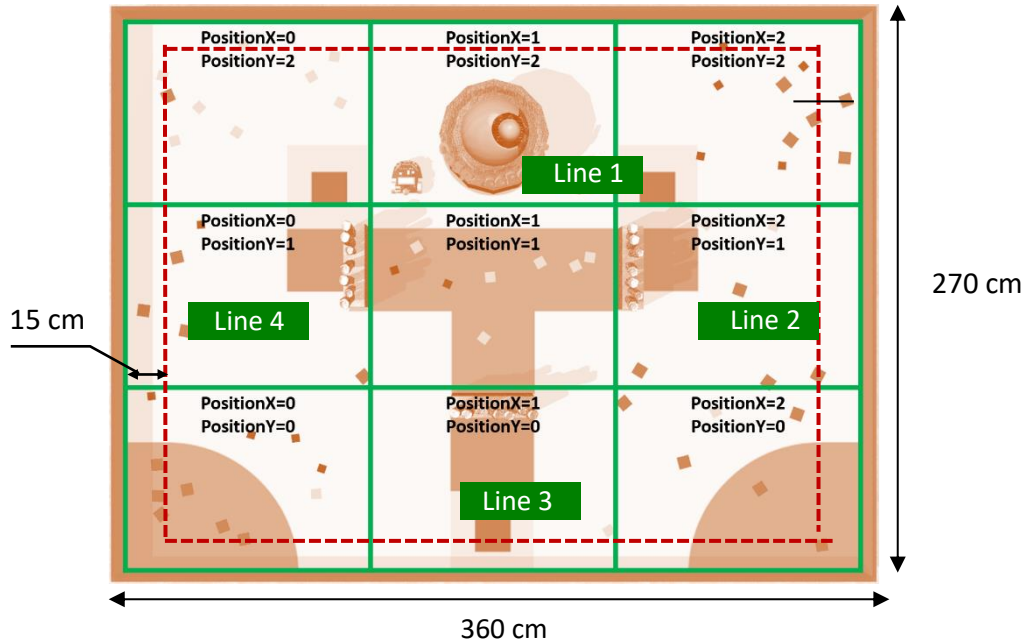 PositionX=0
PositionY=2
PositionX=1
PositionY=2
PositionX=2
PositionY=2
Line 1
PositionX=0
PositionY=1
PositionX=1
PositionY=1
PositionX=2
PositionY=1
270 cm
15 cm
Line 4
Line 2
PositionX=0
PositionY=0
PositionX=1
PositionY=0
PositionX=2
PositionY=0
Line 3
360 cm